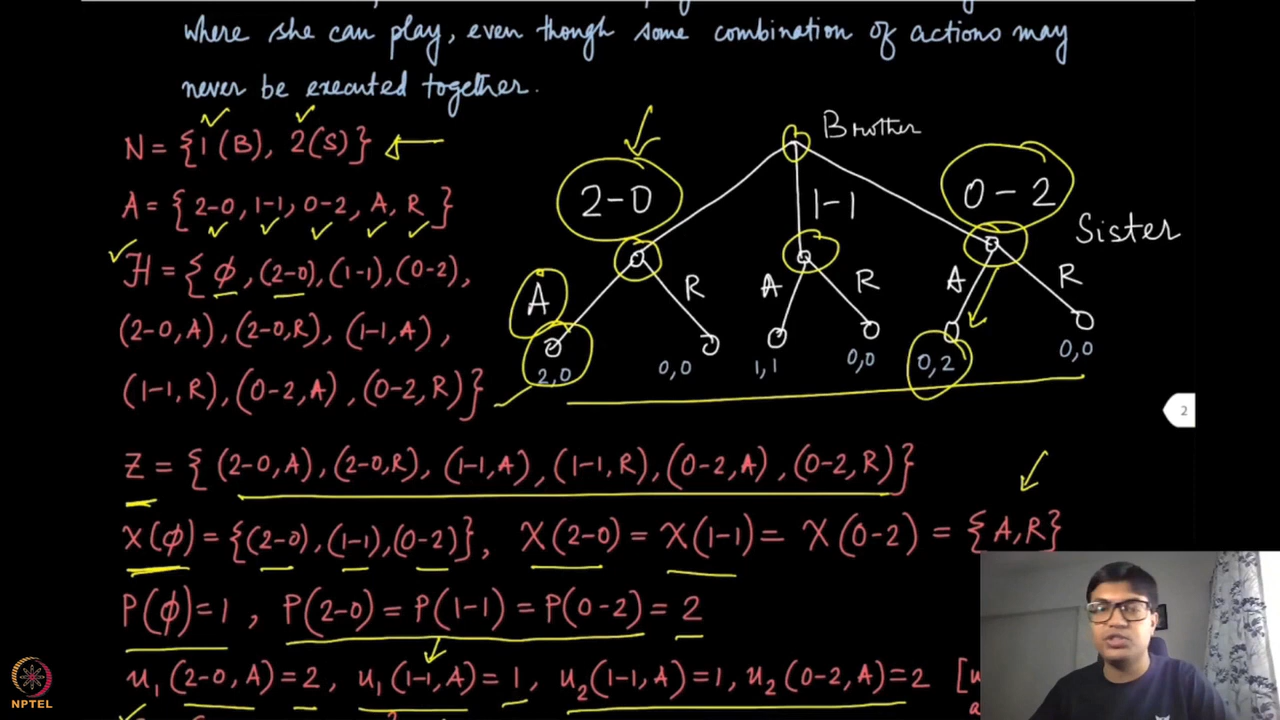 where she can play, even though some combination of actions may
never be executed together.
N = {1 (B), 2(S)}
A = {2-0, 1-1, 0-2, A, R}
H = {ϕ, (2-0), (1-1), (0-2),
(2-0, A), (2-0, R), (1-1, A),
(1-1, R), (0-2, A), (0-2, R)}
Brother
2-0
1-1
0-2
Sister
A
R
A
R
A
R
2,0
0,0
1,1
0,0
0,2
0,0
2
Z = {(2-0, A), (2-0, R), (1-1, A), (1-1, R), (0-2, A), (0-2, R)}
X(ϕ) = {(2-0), (1-1), (0-2)}, X(2-0) = X(1-1) = X(0-2) = {A, R}
P(ϕ) = 1, P(2-0) = P(1-1) = P(0-2) = 2
u₁(2-0, A) = 2, u₁(1-1, A) = 1, u₂(1-1, A) = 1, u₂(0-2, A) = 2 [u
NPTEL